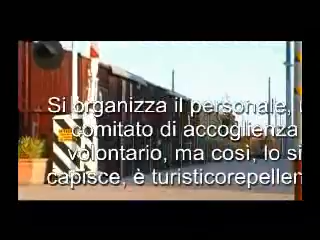 Si organizza il personale,
comitato di accoglienza
volontario, ma così, lo si
capisce, è turisticorepellen